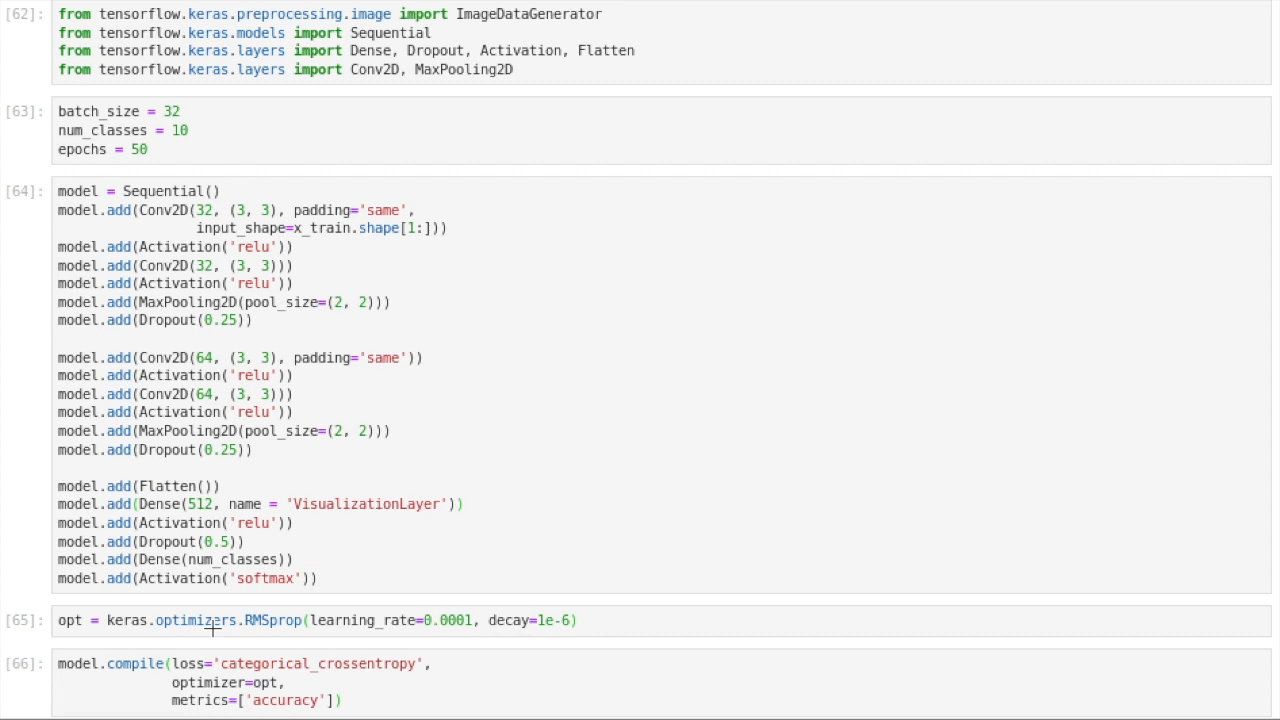 [62]: from tensorflow.keras.preprocessing.image import ImageDataGenerator
from tensorflow.keras.models import Sequential
from tensorflow.keras.layers import Dense, Dropout, Activation, Flatten
from tensorflow.keras.layers import Conv2D, MaxPooling2D
[63]: batch_size = 32
num_classes = 10
epochs = 50
[64]: model = Sequential()
model.add(Conv2D(32, (3, 3), padding='same',
                 input_shape=x_train.shape[1:]))
model.add(Activation('relu'))
model.add(Conv2D(32, (3, 3)))
model.add(Activation('relu'))
model.add(MaxPooling2D(pool_size=(2, 2)))
model.add(Dropout(0.25))

model.add(Conv2D(64, (3, 3), padding='same'))
model.add(Activation('relu'))
model.add(Conv2D(64, (3, 3)))
model.add(Activation('relu'))
model.add(MaxPooling2D(pool_size=(2, 2)))
model.add(Dropout(0.25))

model.add(Flatten())
model.add(Dense(512, name = 'VisualizationLayer'))
model.add(Activation('relu'))
model.add(Dropout(0.5))
model.add(Dense(num_classes))
model.add(Activation('softmax'))
[65]: opt = keras.optimizers.RMSprop(learning_rate=0.0001, decay=1e-6)
[66]: model.compile(loss='categorical_crossentropy',
              optimizer=opt,
              metrics=['accuracy'])